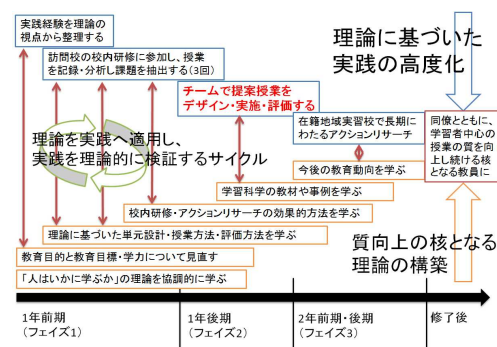 実践経験を理論の
視点から整理する
訪問校の校内研修に参加し、授業
を記録・分析し課題を抽出する(3回)
チームで提案授業を
デザイン・実施・評価する
在籍地域実習校で長期に
わたるアクションリサーチ
理論に基づいた
実践の高度化
同僚とともに、
学習者中心の
授業の質を向
上し続ける核
となる教員に
理論を実践へ適用し、
実践を理論的に検証するサイクル
今後の教育動向を学ぶ
学習科学の教材や事例を学ぶ
校内研修・アクションリサーチの効果的方法を学ぶ
理論に基づいた単元設計・授業方法・評価方法を学ぶ
教育目的と教育目標・学力について見直す
「人はいかに学ぶか」の理論を協調的に学ぶ
質向上の核となる
理論の構築
1年前期
(フェイズ1)
1年後期
(フェイズ2)
2年前期・後期
(フェイズ3)
修了後